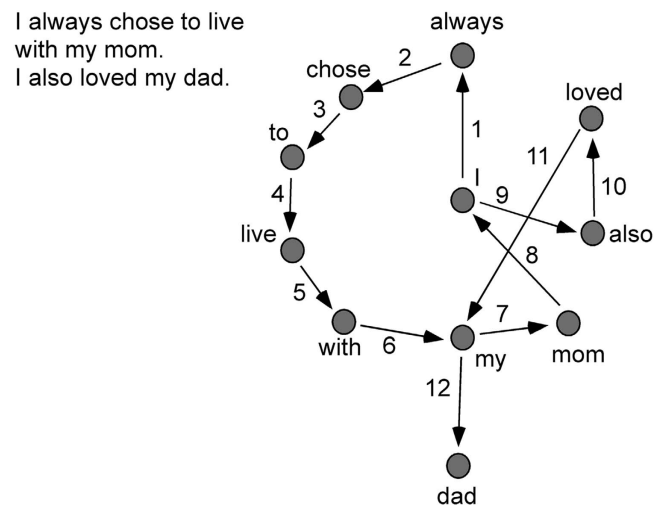 I always chose to live
with my mom.
I also loved my dad.
always
2
chose
loved
3
to
1
11
I
9
10
4
live
also
8
5
7
with
6
my
mom
12
dad